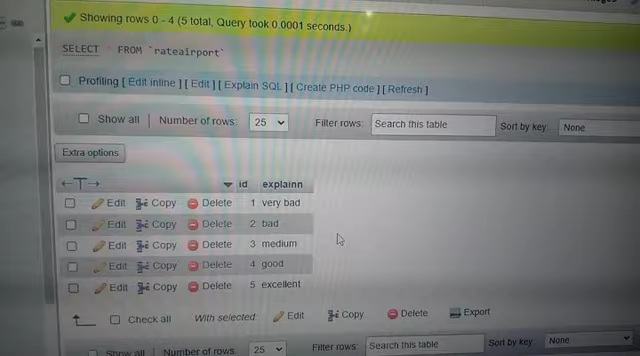 Showing rows 0 - 4 (5 total, Query took 0.0001 seconds.)
SELECT * FROM `rateairport`
Profiling [ Edit inline ] [ Edit ] [ Explain SQL ] [ Create PHP code ] [ Refresh ]
Show all | Number of rows: 25 Filter rows: Search this table Sort by key: None
Extra options
←T→ id explainn
Edit Copy Delete 1 very bad
Edit Copy Delete 2 bad
Edit Copy Delete 3 medium
Edit Copy Delete 4 good
Edit Copy Delete 5 excellent
Check all With selected: Edit Copy Delete Export
Show all Number of rows 25 Filter rows: Search this table Sort by key: None